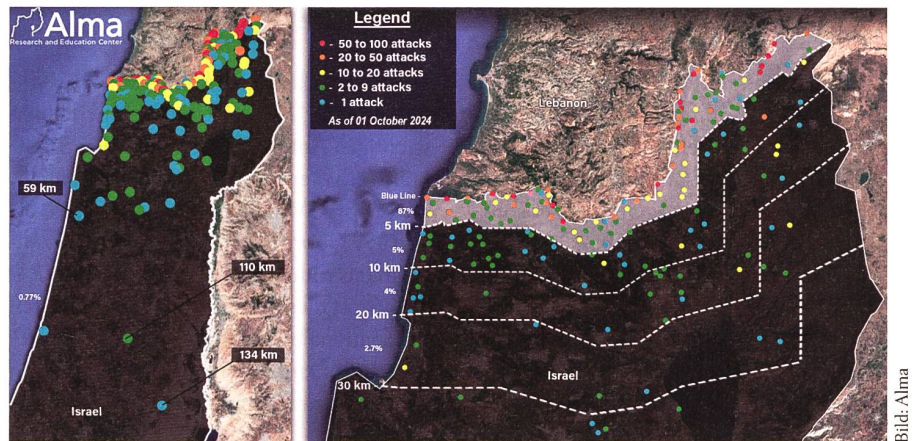 Alma
Research and Education Center
59 km
110 km
0.77%
134 km
Israel
Legend
- 50 to 100 attacks
- 20 to 50 attacks
- 10 to 20 attacks
- 2 to 9 attacks
- 1 attack
As of 01 October 2024
Lebanon
Blue Line
87%
5 km
5%
10 km
4%
20 km
2.7%
30 km
Israel
Bild: Alma